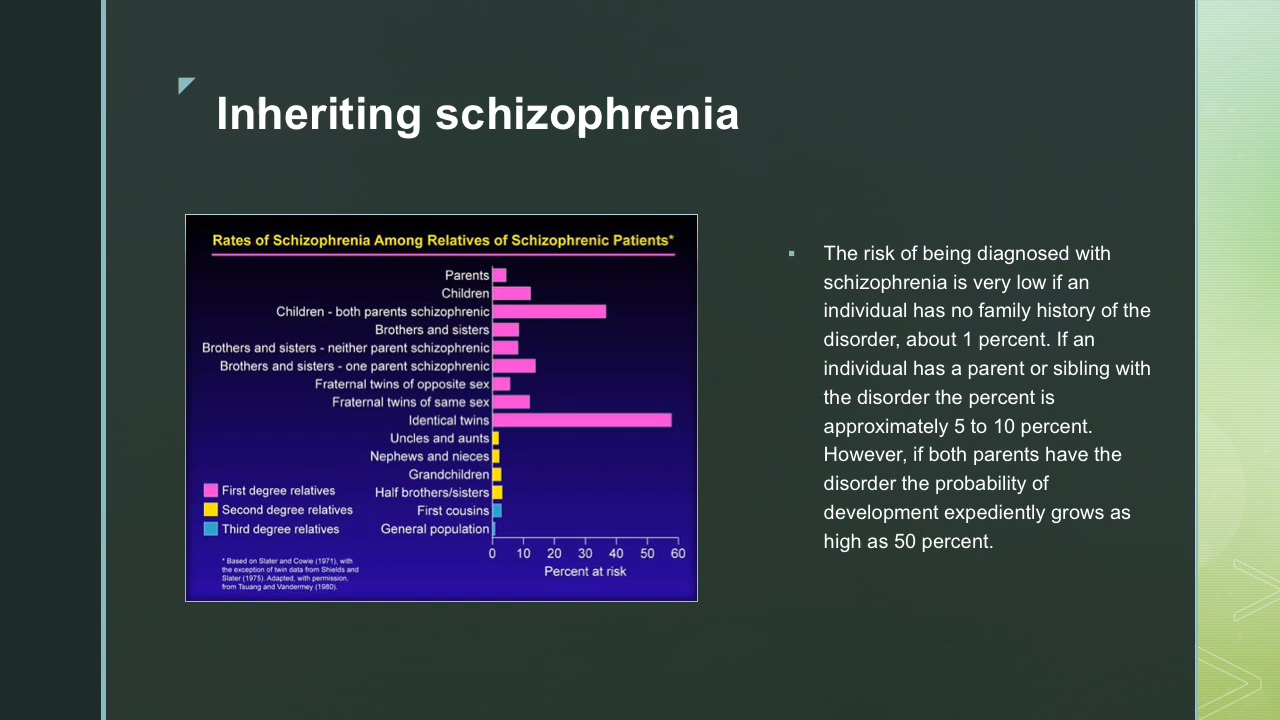 Inheriting schizophrenia
Rates of Schizophrenia Among Relatives of Schizophrenic Patients*
Parents
Children
Children - both parents schizophrenic
Brothers and sisters
Brothers and sisters - neither parent schizophrenic
Brothers and sisters - one parent schizophrenic
Fraternal twins of opposite sex
Fraternal twins of same sex
Identical twins
Uncles and aunts
Nephews and nieces
Grandchildren
Half brothers/sisters
First cousins
General population
First degree relatives
Second degree relatives
Third degree relatives
0 10 20 30 40 50 60
Percent at risk
* Based on Slater and Cowie (1971), with
the exception of twin data from Shields and
Slater (1975). Adapted, with permission,
from Tsuang and Vandermey (1980).
The risk of being diagnosed with
schizophrenia is very low if an
individual has no family history of the
disorder, about 1 percent. If an
individual has a parent or sibling with
the disorder the percent is
approximately 5 to 10 percent.
However, if both parents have the
disorder the probability of
development expediently grows as
high as 50 percent.